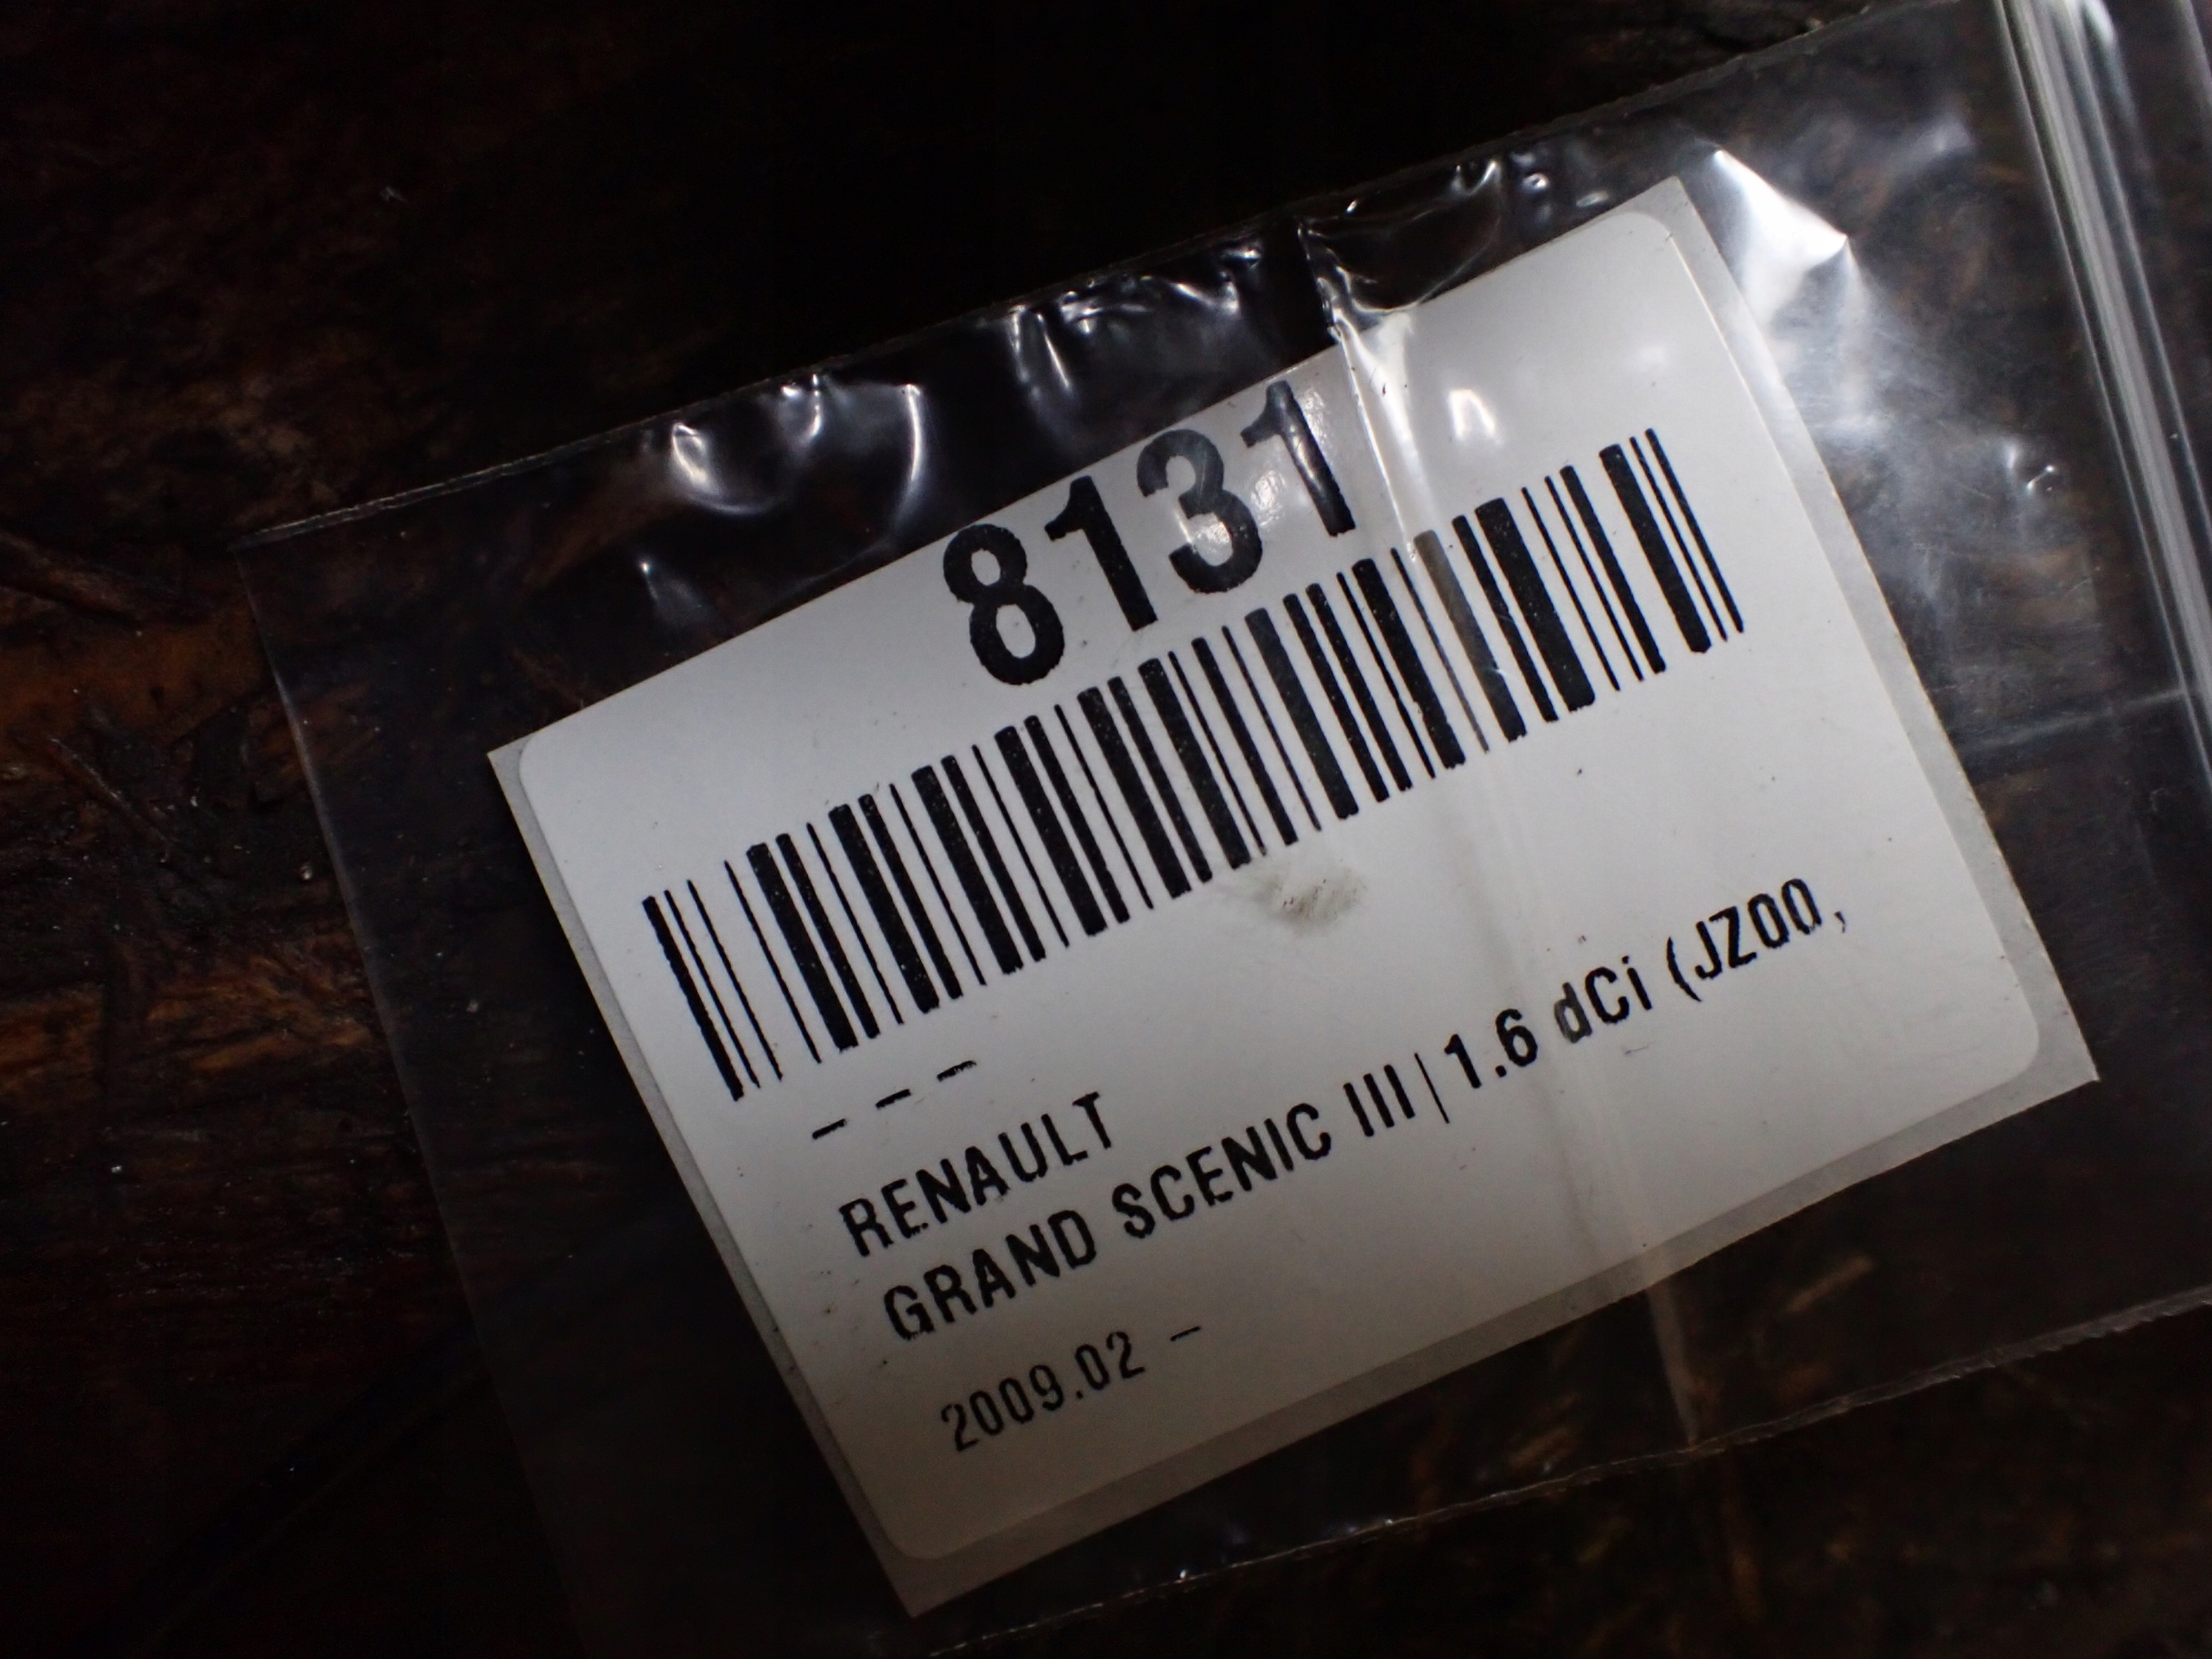 8131
– – –
RENAULT
GRAND SCENIC III | 1.6 dCi (JZ00,
2009.02 –